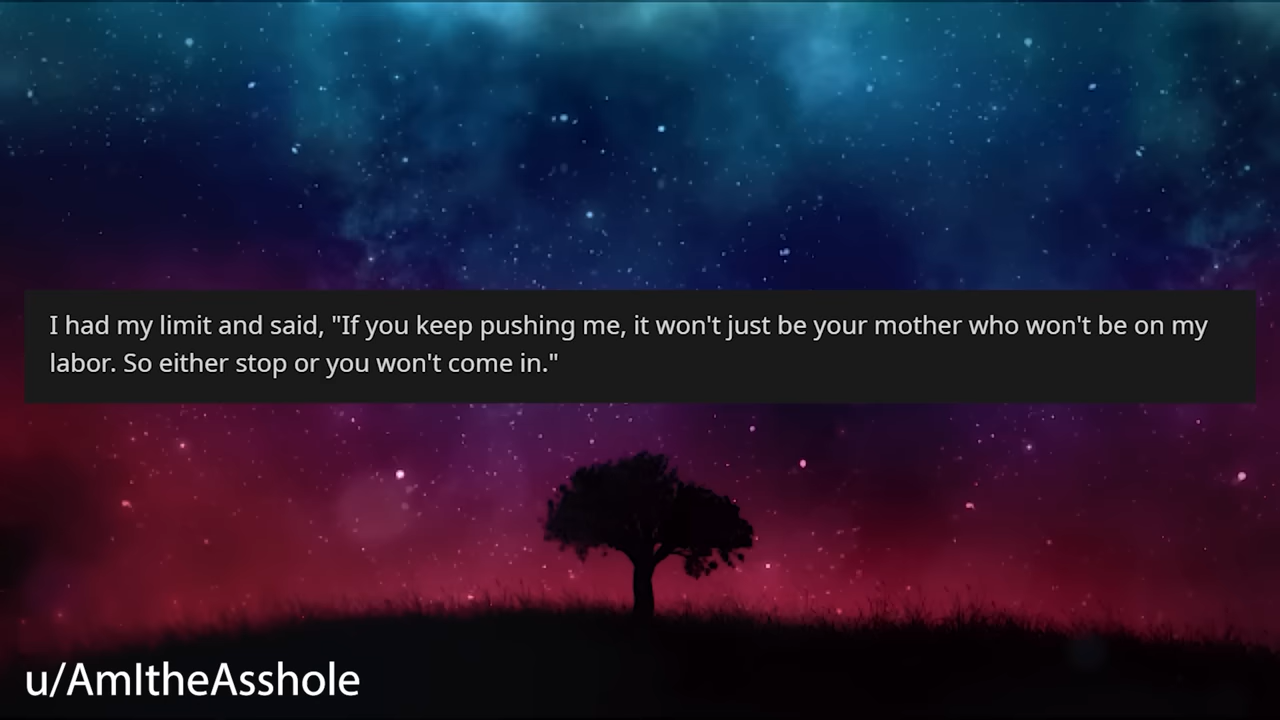 I had my limit and said, "If you keep pushing me, it won't just be your mother who won't be on my
labor. So either stop or you won't come in."
u/AmItheAsshole